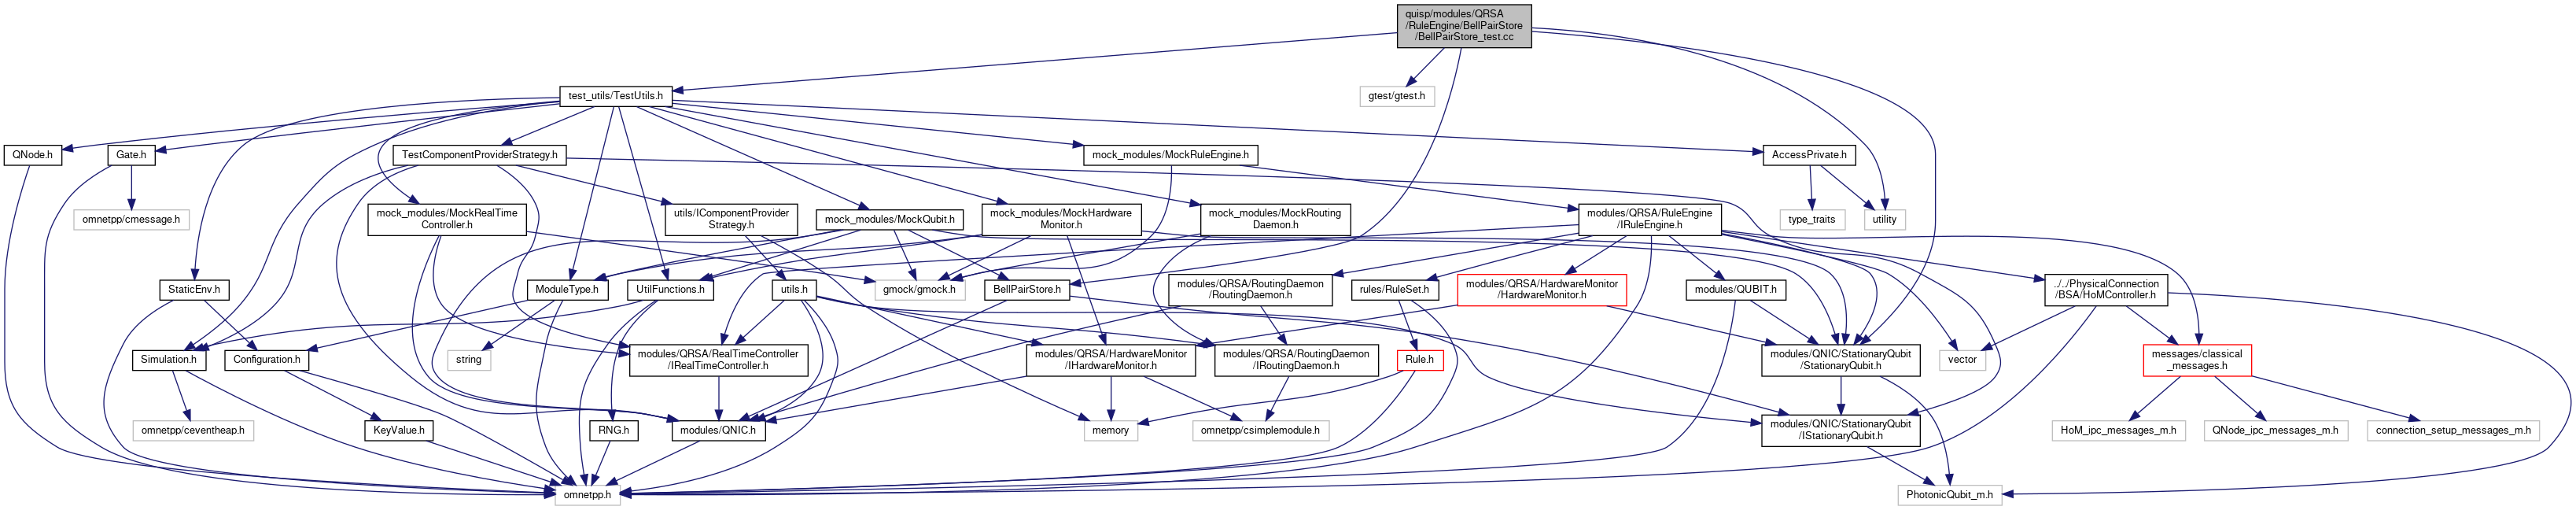 quisp/modules/QRSA
/RuleEngine/BellPairStore
/BellPairStore_test.cc
test_utils/TestUtils.h
gtest/gtest.h
QNode.h
Gate.h
TestComponentProviderStrategy.h
mock_modules/MockRuleEngine.h
AccessPrivate.h
omnetpp/cmessage.h
mock_modules/MockRealTime
Controller.h
utils/IComponentProvider
Strategy.h
mock_modules/MockQubit.h
mock_modules/MockHardware
Monitor.h
mock_modules/MockRouting
Daemon.h
modules/QRSA/RuleEngine
/IRuleEngine.h
type_traits
utility
StaticEnv.h
ModuleType.h
UtilFunctions.h
utils.h
gmock/gmock.h
BellPairStore.h
modules/QRSA/RoutingDaemon
/RoutingDaemon.h
rules/RuleSet.h
modules/QRSA/HardwareMonitor
/HardwareMonitor.h
modules/QUBIT.h
../../PhysicalConnection
/BSA/HoMController.h
Simulation.h
Configuration.h
string
modules/QRSA/RealTimeController
/IRealTimeController.h
modules/QRSA/HardwareMonitor
/IHardwareMonitor.h
modules/QRSA/RoutingDaemon
/IRoutingDaemon.h
Rule.h
modules/QNIC/StationaryQubit
/StationaryQubit.h
vector
messages/classical
_messages.h
omnetpp/ceventheap.h
KeyValue.h
RNG.h
modules/QNIC.h
memory
omnetpp/csimplemodule.h
modules/QNIC/StationaryQubit
/IStationaryQubit.h
HoM_ipc_messages_m.h
QNode_ipc_messages_m.h
connection_setup_messages_m.h
omnetpp.h
PhotonicQubit_m.h